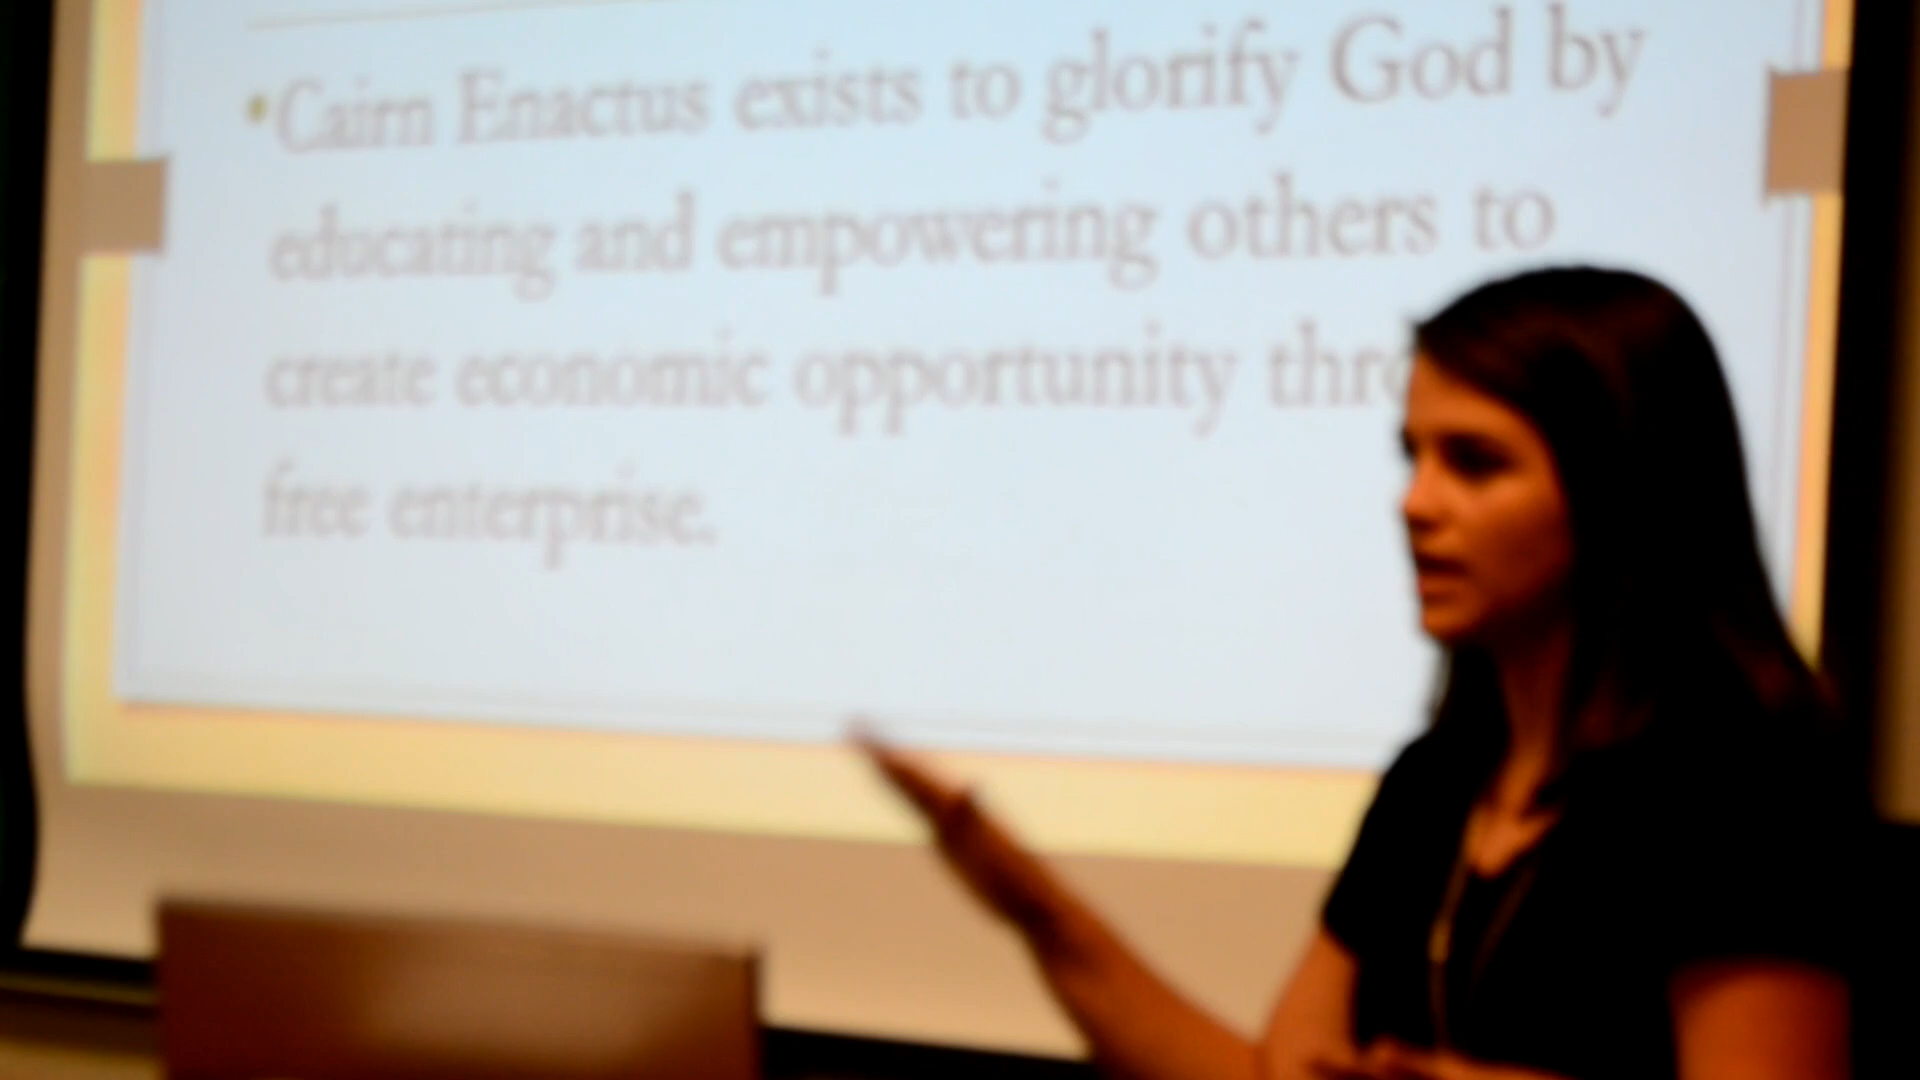 •Cairn Enactus exists to glorify God by
educating and empowering others to
create economic opportunity thro
free enterprise.